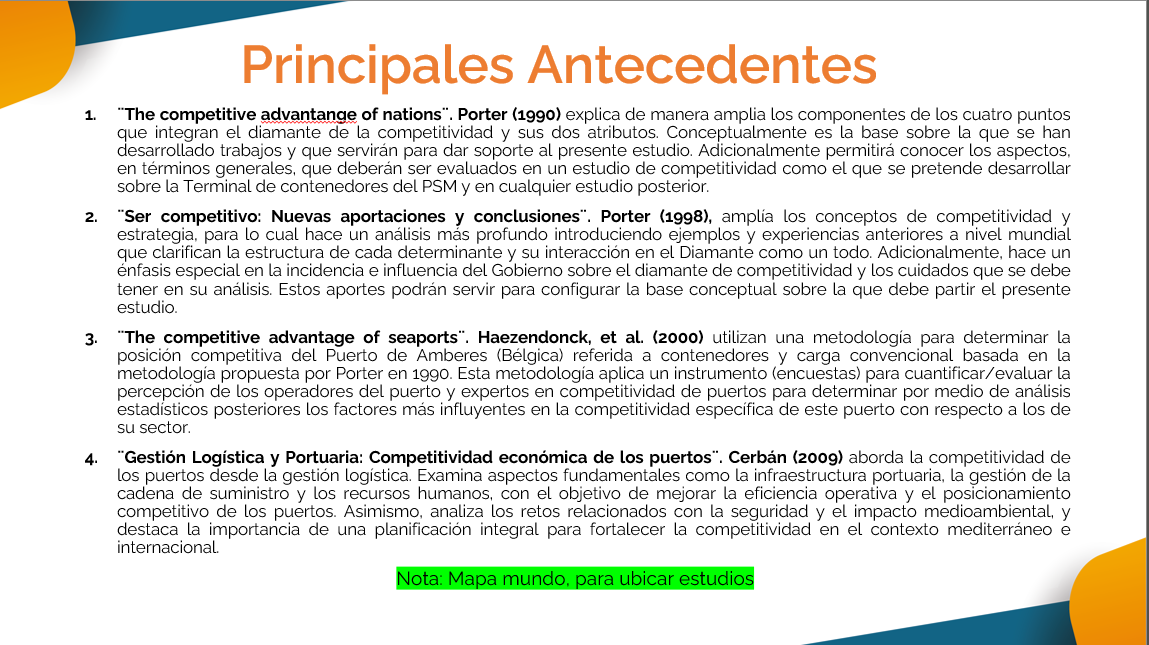 Principales Antecedentes
1. ¨The competitive advantange of nations¨. Porter (1990) explica de manera amplia los componentes de los cuatro puntos
que integran el diamante de la competitividad y sus dos atributos. Conceptualmente es la base sobre la que se han
desarrollado trabajos y que servirán para dar soporte al presente estudio. Adicionalmente permitirá conocer los aspectos,
en términos generales, que deberán ser evaluados en un estudio de competitividad como el que se pretende desarrollar
sobre la Terminal de contenedores del PSM y en cualquier estudio posterior.
2. ¨Ser competitivo: Nuevas aportaciones y conclusiones¨. Porter (1998), amplía los conceptos de competitividad y
estrategia, para lo cual hace un análisis más profundo introduciendo ejemplos y experiencias anteriores a nivel mundial
que clarifican la estructura de cada determinante y su interacción en el Diamante como un todo. Adicionalmente, hace un
énfasis especial en la incidencia e influencia del Gobierno sobre el diamante de competitividad y los cuidados que se debe
tener en su análisis. Estos aportes podrán servir para configurar la base conceptual sobre la que debe partir el presente
estudio.
3. ¨The competitive advantage of seaports¨. Haezendonck, et al. (2000) utilizan una metodología para determinar la
posición competitiva del Puerto de Amberes (Bélgica) referida a contenedores y carga convencional basada en la
metodología propuesta por Porter en 1990. Esta metodología aplica un instrumento (encuestas) para cuantificar/evaluar la
percepción de los operadores del puerto y expertos en competitividad de puertos para determinar por medio de análisis
estadísticos posteriores los factores más influyentes en la competitividad específica de este puerto con respecto a los de
su sector.
4. ¨Gestión Logística y Portuaria: Competitividad económica de los puertos¨. Cerbán (2009) aborda la competitividad de
los puertos desde la gestión logística. Examina aspectos fundamentales como la infraestructura portuaria, la gestión de la
cadena de suministro y los recursos humanos, con el objetivo de mejorar la eficiencia operativa y el posicionamiento
competitivo de los puertos. Asimismo, analiza los retos relacionados con la seguridad y el impacto medioambiental, y
destaca la importancia de una planificación integral para fortalecer la competitividad en el contexto mediterráneo e
internacional.
Nota: Mapa mundo, para ubicar estudios